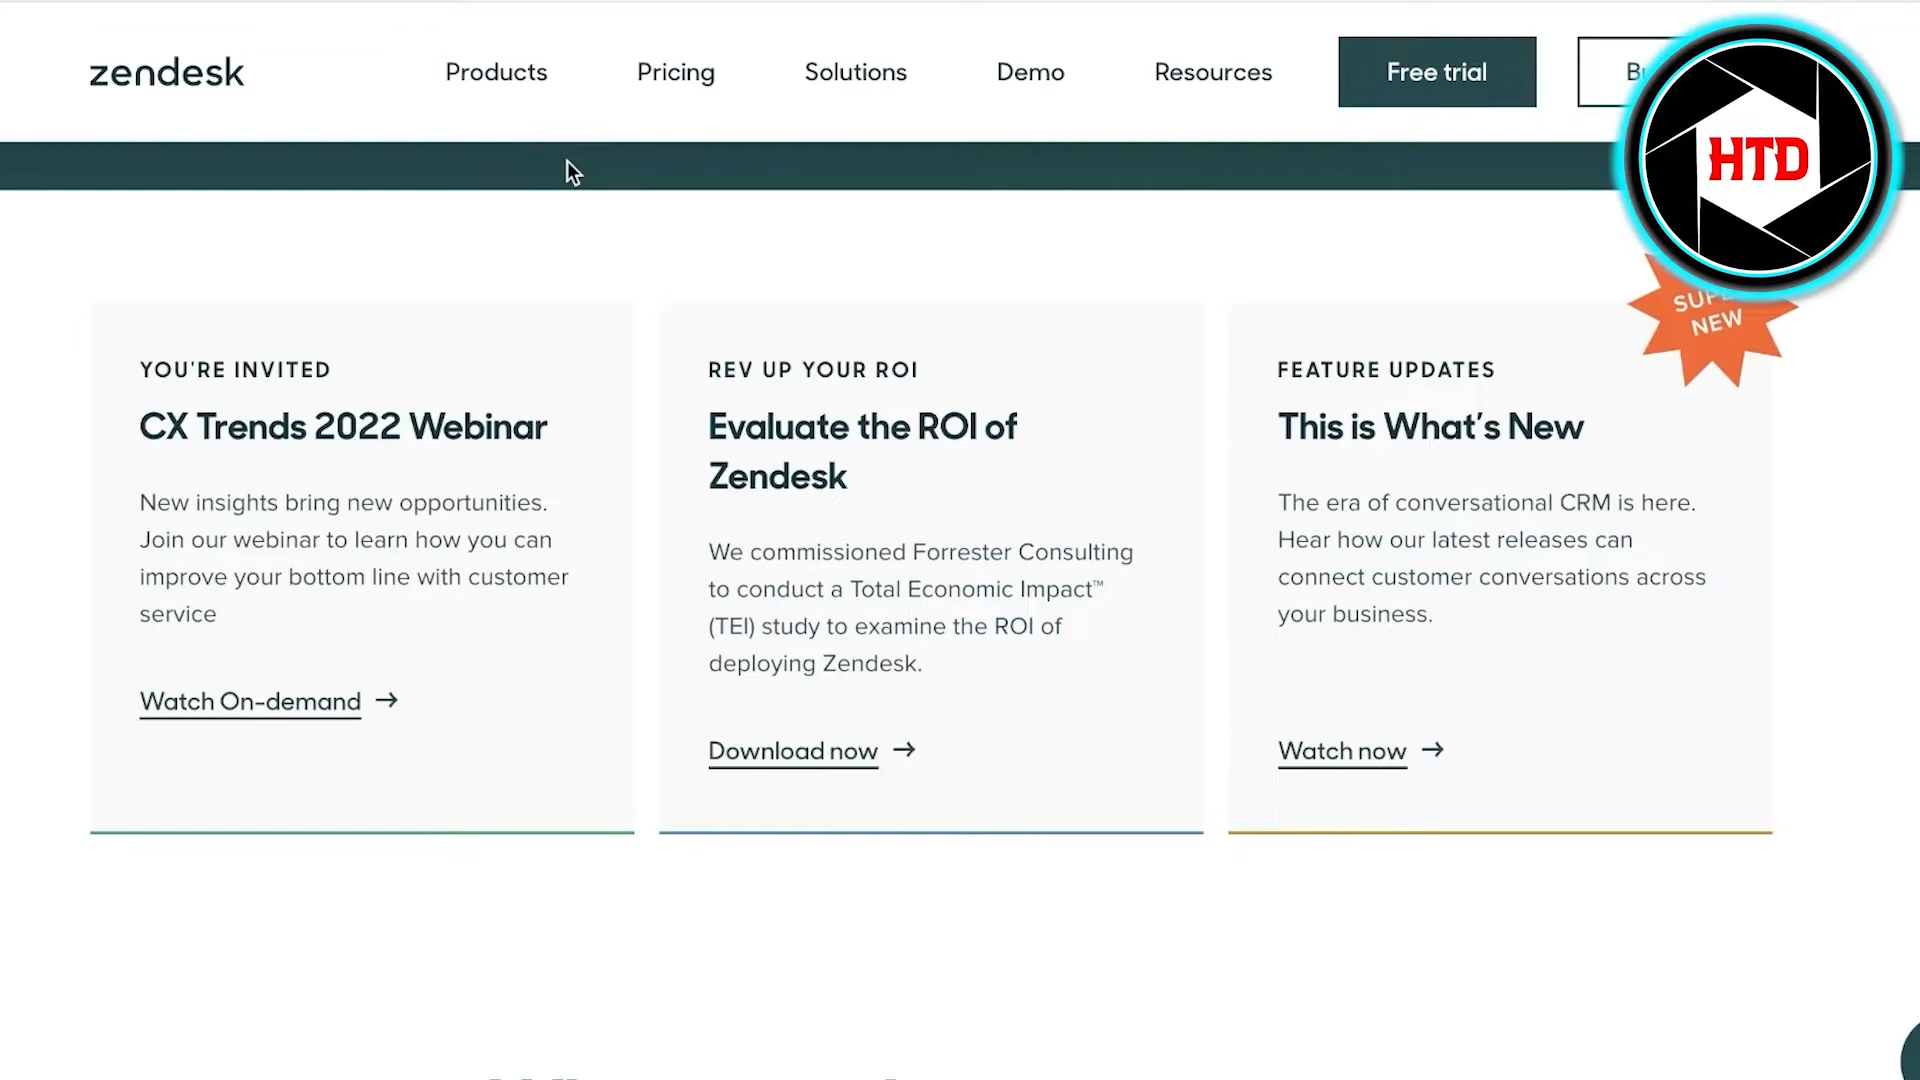 zendesk
Products
Pricing
Solutions
Demo
Resources
Free trial
HTD
NEW
YOU'RE INVITED
CX Trends 2022 Webinar
New insights bring new opportunities.
Join our webinar to learn how you can
improve your bottom line with customer
service
Watch On-demand →
REV UP YOUR ROI
Evaluate the ROI of
Zendesk
We commissioned Forrester Consulting
to conduct a Total Economic Impact™
(TEI) study to examine the ROI of
deploying Zendesk.
Download now →
FEATURE UPDATES
This is What's New
The era of conversational CRM is here.
Hear how our latest releases can
connect customer conversations across
your business.
Watch now →